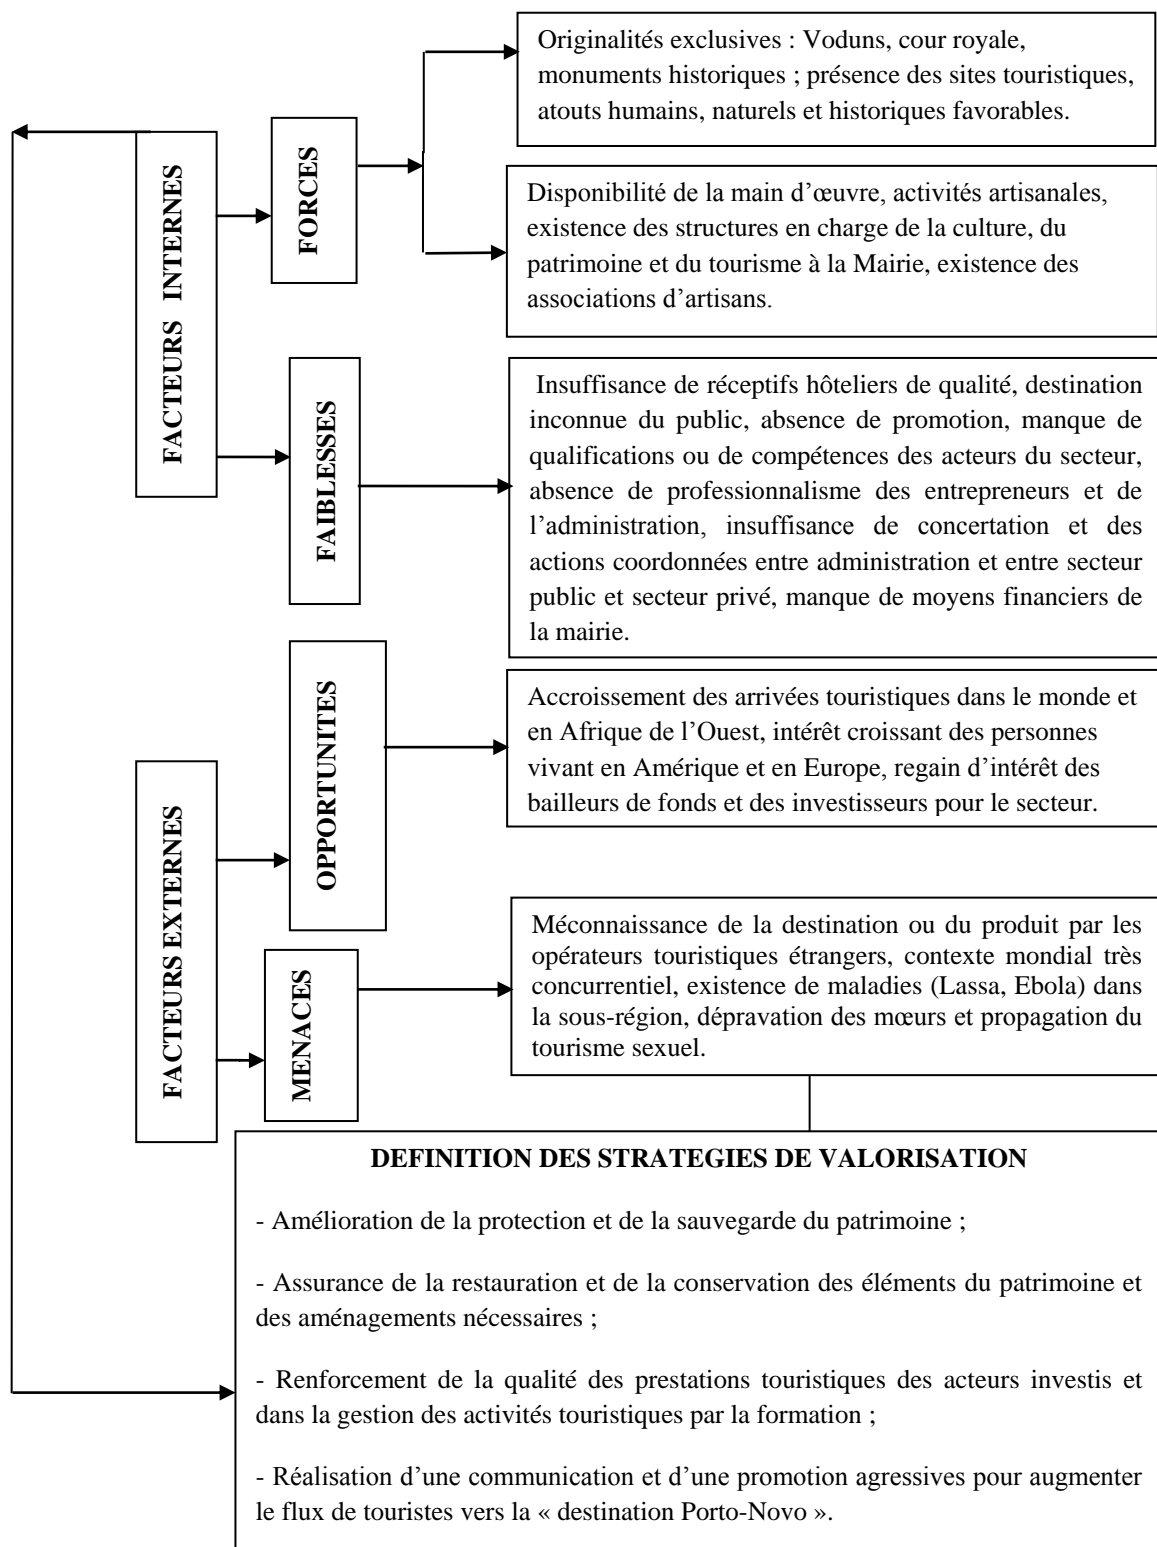 Originalités exclusives : Voduns, cour royale,
monuments historiques ; présence des sites touristiques,
atouts humains, naturels et historiques favorables.
FACTEURS INTERNES
FORCES
Disponibilité de la main d’œuvre, activités artisanales,
existence des structures en charge de la culture, du
patrimoine et du tourisme à la Mairie, existence des
associations d’artisans.
FAIBLESSES
Insuffisance de réceptifs hôteliers de qualité, destination
inconnue du public, absence de promotion, manque de
qualifications ou de compétences des acteurs du secteur,
absence de professionnalisme des entrepreneurs et de
l’administration, insuffisance de concertation et des
actions coordonnées entre administration et entre secteur
public et secteur privé, manque de moyens financiers de
la mairie.
FACTEURS EXTERNES
OPPORTUNITES
Accroissement des arrivées touristiques dans le monde et
en Afrique de l’Ouest, intérêt croissant des personnes
vivant en Amérique et en Europe, regain d’intérêt des
bailleurs de fonds et des investisseurs pour le secteur.
MENACES
Méconnaissance de la destination ou du produit par les
opérateurs touristiques étrangers, contexte mondial très
concurrentiel, existence de maladies (Lassa, Ebola) dans
la sous-région, dépravation des mœurs et propagation du
tourisme sexuel.
DEFINITION DES STRATEGIES DE VALORISATION
- Amélioration de la protection et de la sauvegarde du patrimoine ;
- Assurance de la restauration et de la conservation des éléments du patrimoine et
des aménagements nécessaires ;
- Renforcement de la qualité des prestations touristiques des acteurs investis et
dans la gestion des activités touristiques par la formation ;
- Réalisation d’une communication et d’une promotion agressives pour augmenter
le flux de touristes vers la « destination Porto-Novo ».